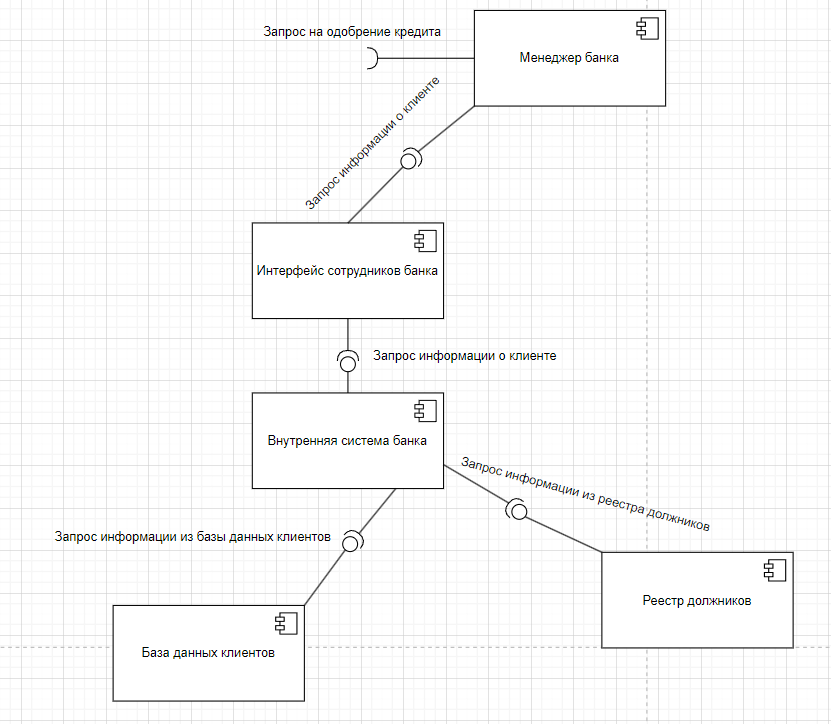 Запрос на одобрение кредита
Менеджер банка
Запрос информации о клиенте
Интерфейс сотрудников банка
Запрос информации о клиенте
Внутренняя система банка
Запрос информации из реестра должников
Запрос информации из базы данных клиентов
Реестр должников
База данных клиентов